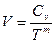 V = C_v / T^m